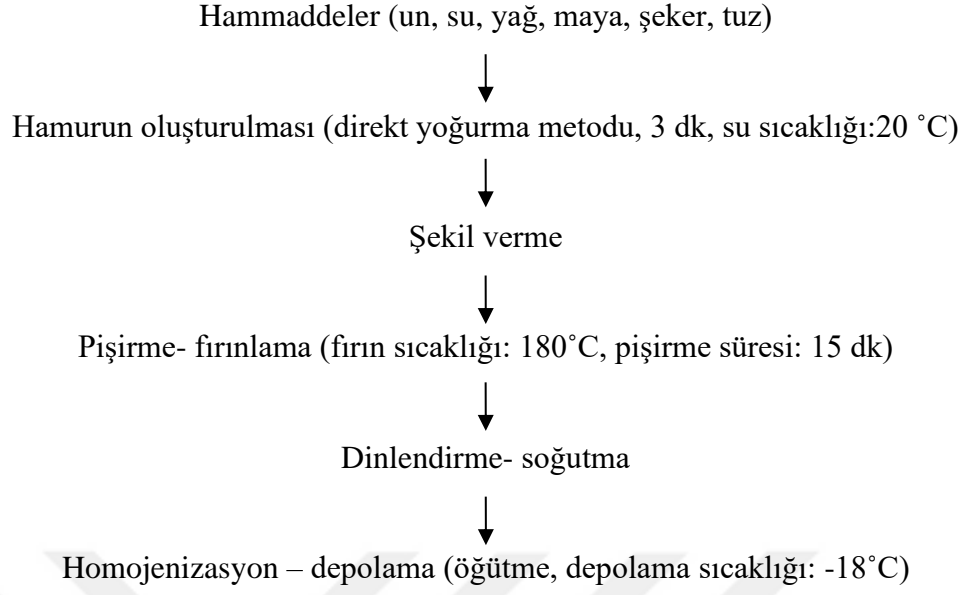 Hammaddeler (un, su, yağ, maya, şeker, tuz)
Hamurun oluşturulması (direkt yoğurma metodu, 3 dk, su sıcaklığı:20 ˚C)
Şekil verme
Pişirme- fırınlama (fırın sıcaklığı: 180˚C, pişirme süresi: 15 dk)
Dinlendirme- soğutma
Homojenizasyon – depolama (öğütme, depolama sıcaklığı: -18˚C)